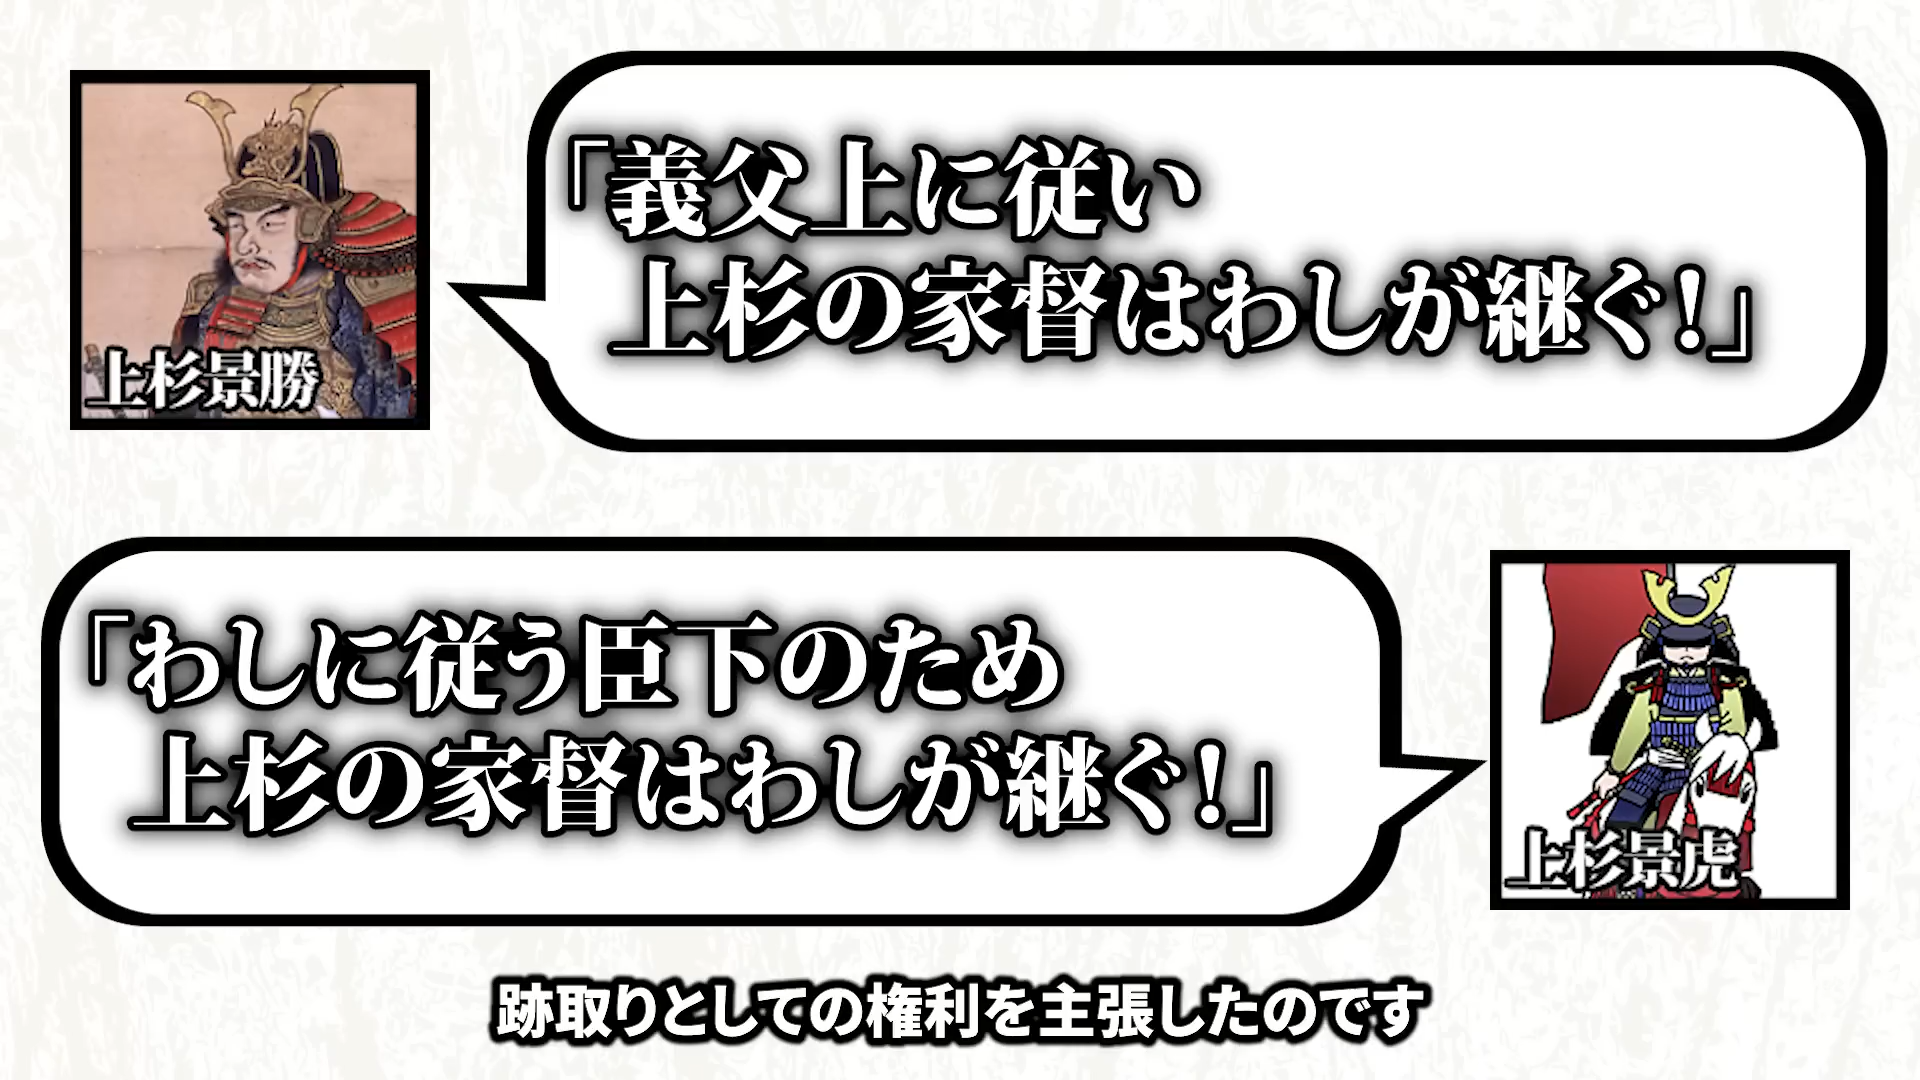 「義父上に従い
上杉の家督はわしが継ぐ!」
上杉景勝
「わしに従う臣下のため
上杉の家督はわしが継ぐ!」
上杉景虎
跡取りとしての権利を主張したのです